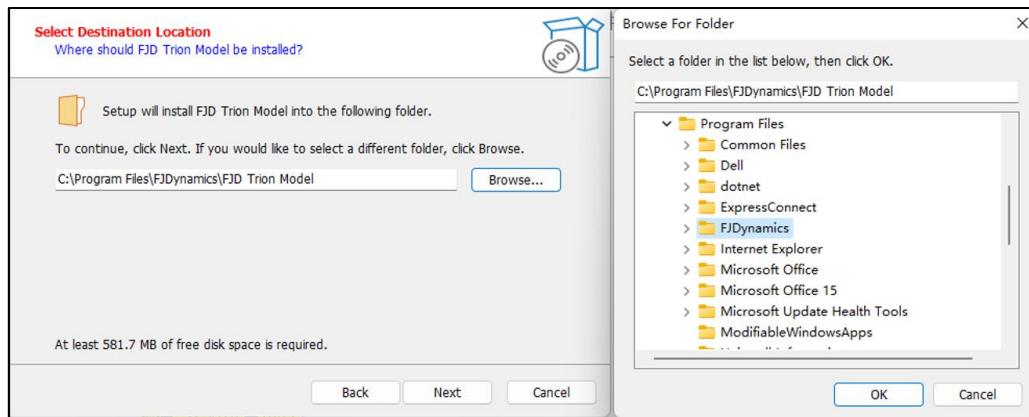 Select Destination Location
Where should FJD Trion Model be installed?
Setup will install FJD Trion Model into the following folder.
To continue, click Next. If you would like to select a different folder, click Browse.
C:\Program Files\FJDynamics\FJD Trion Model
Browse...
At least 581.7 MB of free disk space is required.
Back
Next
Cancel
Browse For Folder
Select a folder in the list below, then click OK.
C:\Program Files\FJDynamics\FJD Trion Model
Program Files
Common Files
Dell
dotnet
ExpressConnect
FJDynamics
Internet Explorer
Microsoft Office
Microsoft Office 15
Microsoft Update Health Tools
ModifiableWindowsApps
OK
Cancel